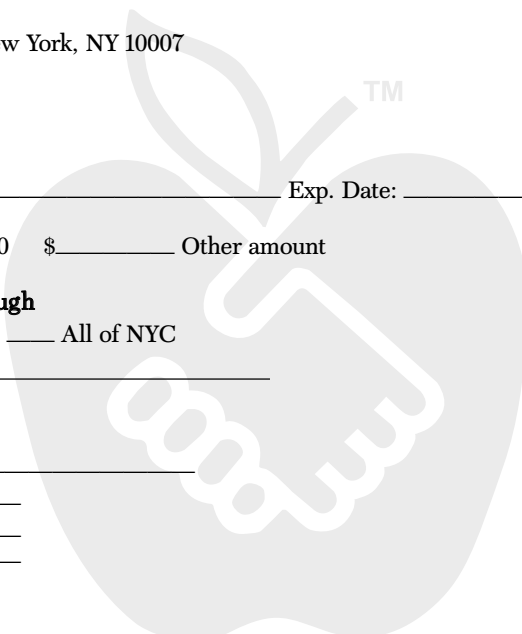 w York, NY 10007
TM
Exp. Date:
0 $ Other amount
ugh
All of NYC